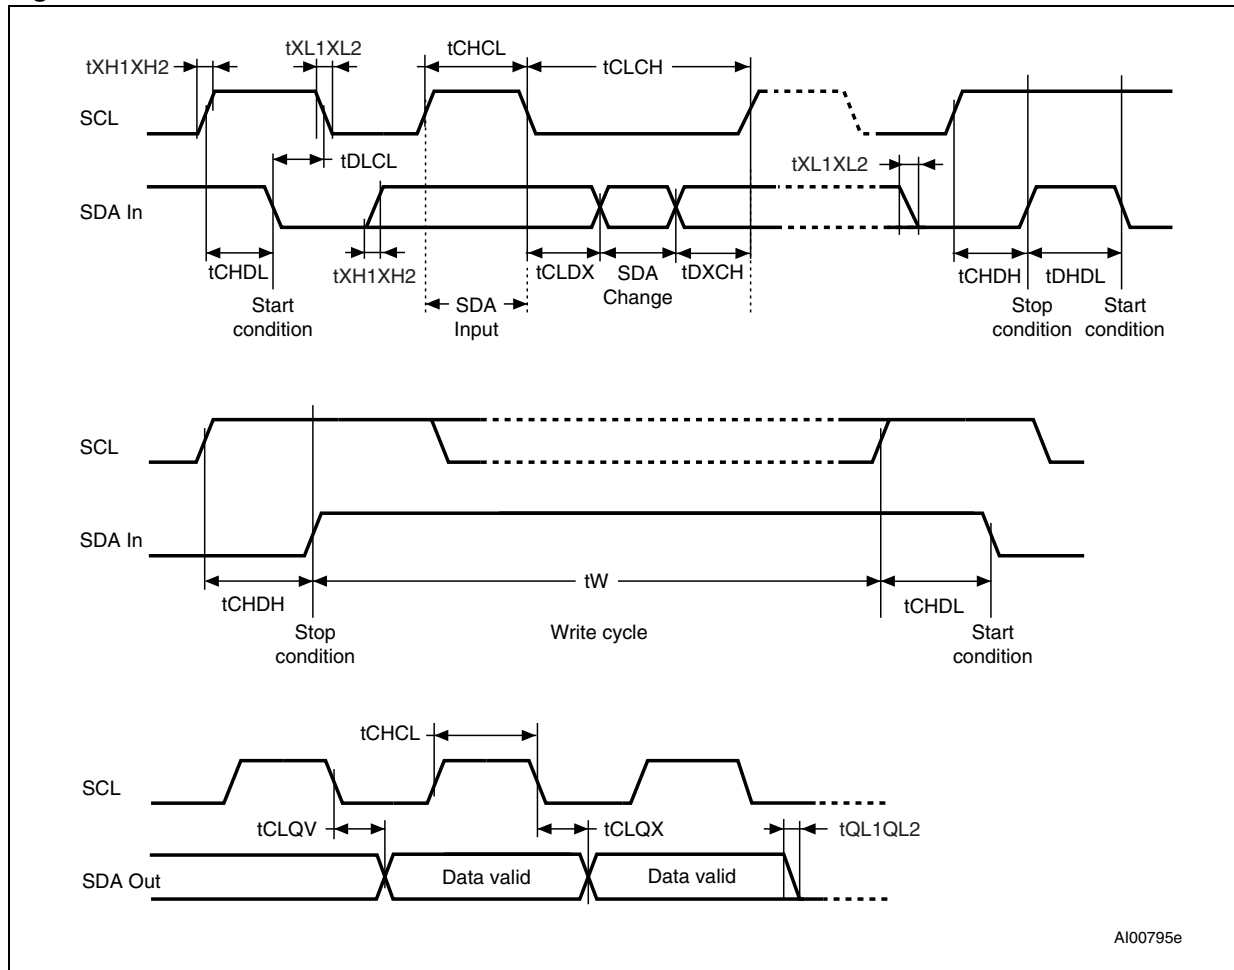 tXH1XH2
tXL1XL2
tCHCL
tCLCH
SCL
tDLCL
tXL1XL2
SDA In
tCHDL
tXH1XH2
tCLDX
SDA
Change
tDXCH
tCHDH
tDHDL
Start
condition
SDA
Input
Stop
condition
Start
condition
SCL
SDA In
tCHDH
tW
tCHDL
Stop
condition
Write cycle
Start
condition
tCHCL
SCL
tCLQV
tCLQX
tQL1QL2
SDA Out
Data valid
Data valid
AI00795e